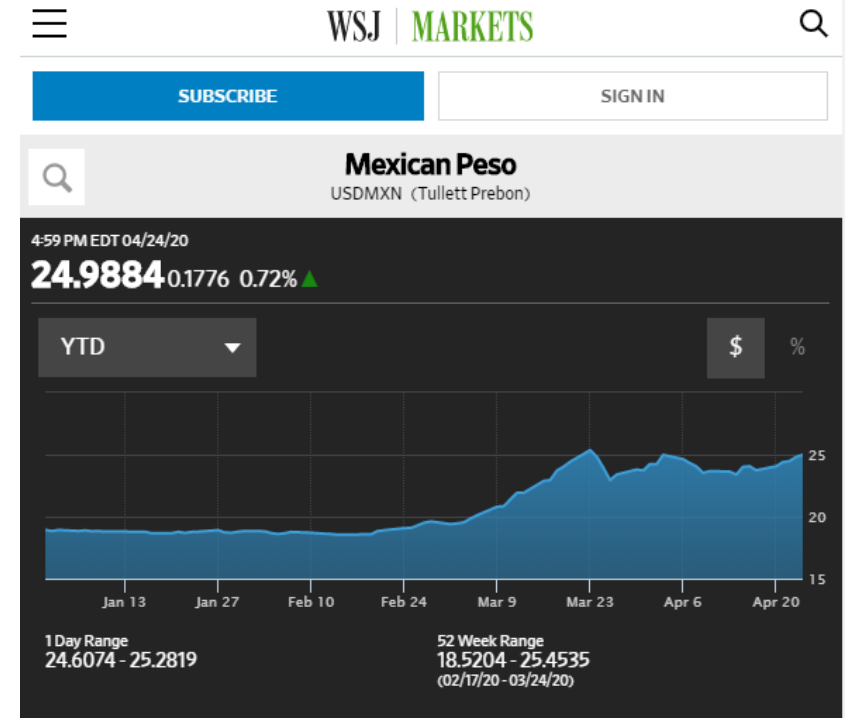 WSJ | MARKETS
SUBSCRIBE SIGN IN
Mexican Peso
USDMXN (Tullett Prebon)
4:59 PM EDT 04/24/20
24.9884 0.1776 0.72%
YTD $ %
25
20
15
Jan 13 Jan 27 Feb 10 Feb 24 Mar 9 Mar 23 Apr 6 Apr 20
1 Day Range
24.6074 - 25.2819
52 Week Range
18.5204 - 25.4535
(02/17/20 - 03/24/20)